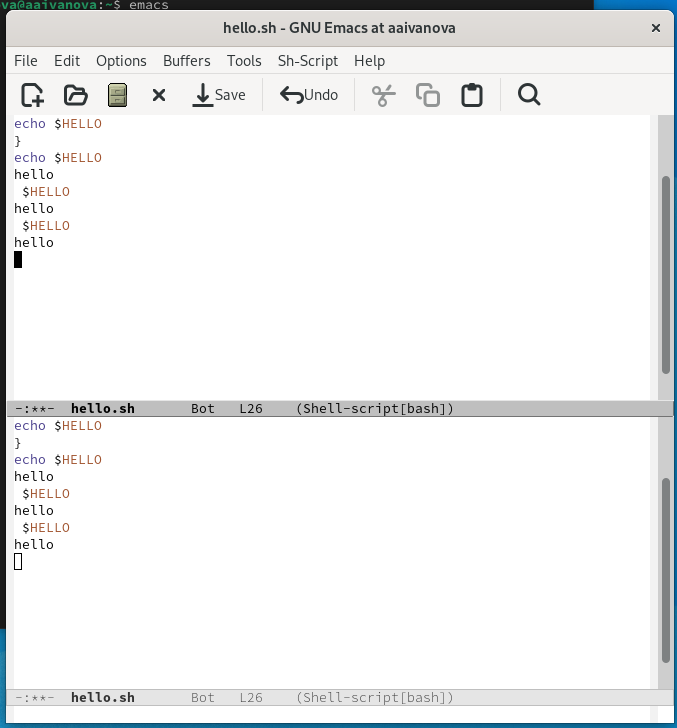 va@aaivanova:~$ emacs
hello.sh - GNU Emacs at aaivanova
File Edit Options Buffers Tools Sh-Script Help
Save Undo
echo $HELLO
}
echo $HELLO
hello
$HELLO
hello
$HELLO
hello
-:**- hello.sh Bot L26 (Shell-script[bash])
echo $HELLO
}
echo $HELLO
hello
$HELLO
hello
$HELLO
hello
-:**- hello.sh Bot L26 (Shell-script[bash])